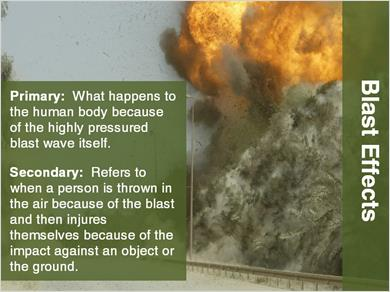 Primary:  What happens to
the human body because
of the highly pressured
blast wave itself.
Secondary:  Refers to
when a person is thrown in
the air because of the blast
and then injures
themselves because of the
impact against an object or
the ground.
Blast Effects